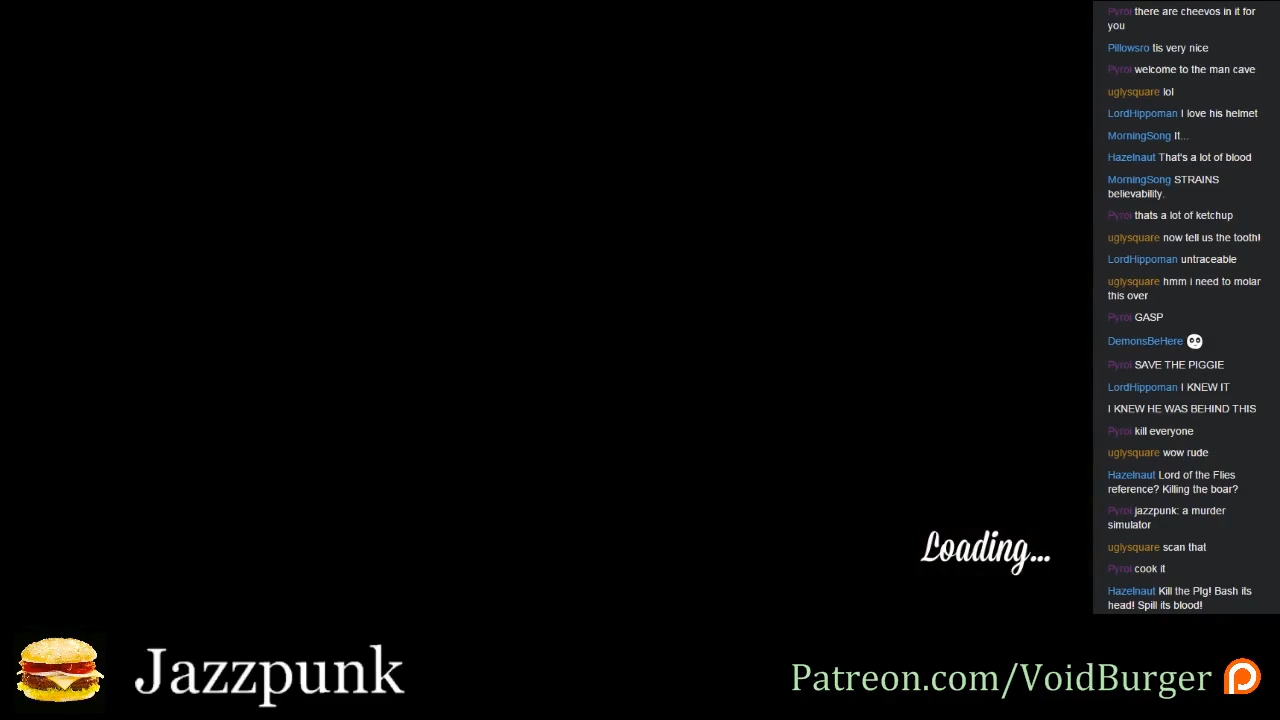 Pyroi there are cheevos in it for
you
Pillowsro tis very nice
Pyroi welcome to the man cave
uglysquare lol
LordHippoman I love his helmet
MorningSong It...
Hazelnaut That's a lot of blood
MorningSong STRAINS
believability.
Pyroi thats a lot of ketchup
uglysquare now tell us the tooth!
LordHippoman untraceable
uglysquare hmm i need to molar
this over
Pyroi GASP
DemonsBeHere
Pyroi SAVE THE PIGGIE
LordHippoman I KNEW IT
I KNEW HE WAS BEHIND THIS
Pyroi kill everyone
uglysquare wow rude
Hazelnaut Lord of the Flies
reference? Killing the boar?
Pyroi jazzpunk: a murder
simulator
uglysquare scan that
Pyroi cook it
Hazelnaut Kill the PIg! Bash its
head! Spill its blood!
Loading...
Jazzpunk
Patreon.com/VoidBurger